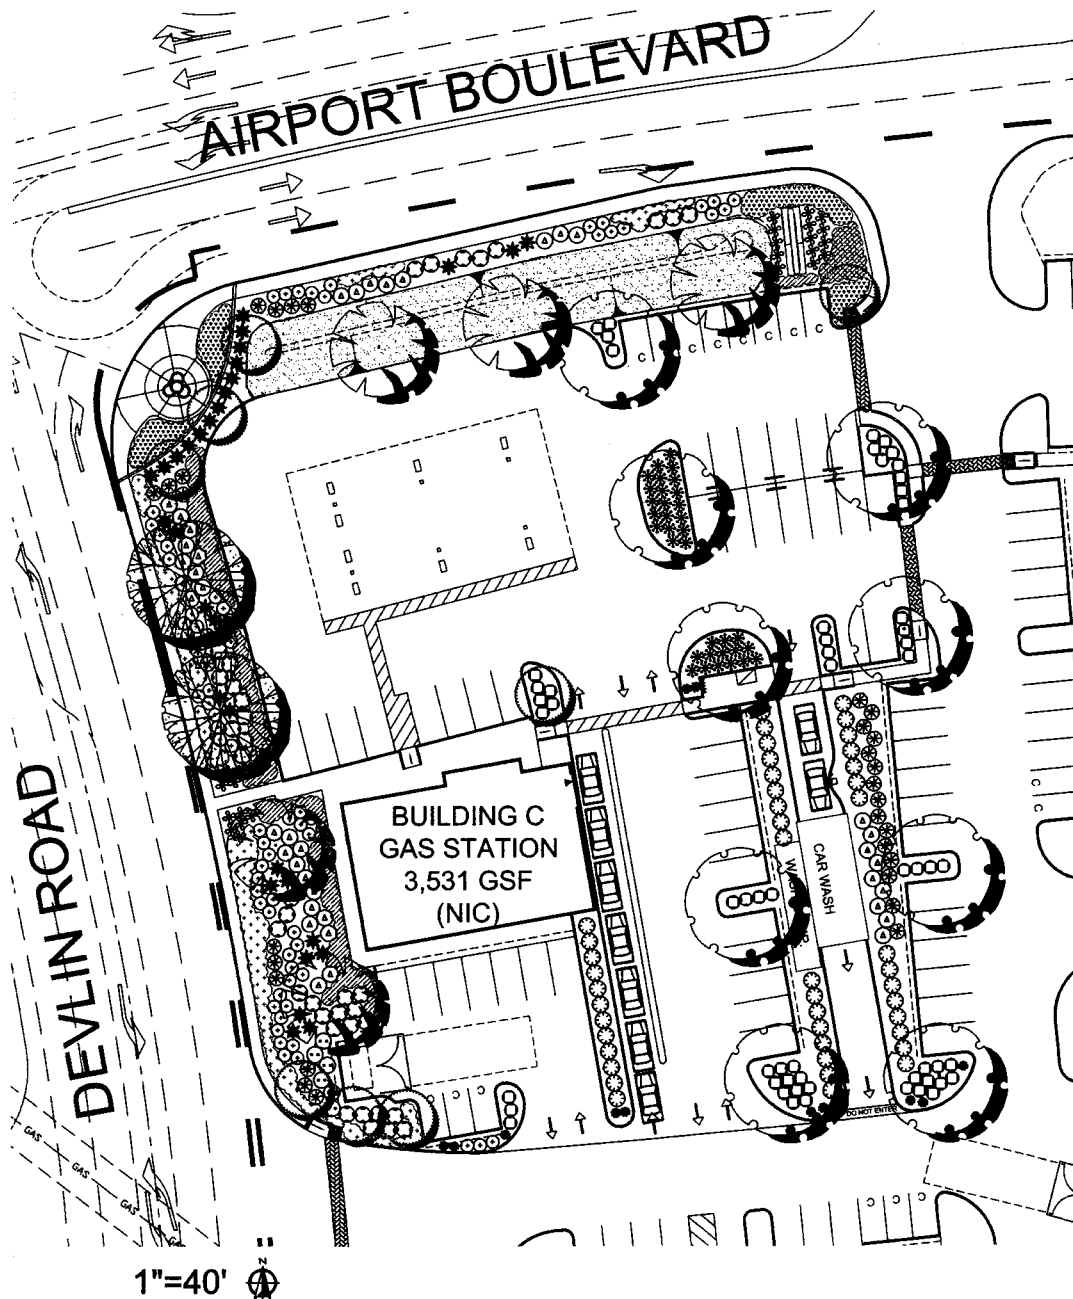 AIRPORT BOULEVARD
C C C C C
DEVLIN ROAD
BUILDING C
GAS STATION
3,531 GSF
(NIC)
CAR WASH
C
C
C C C
DO NOT ENTER
GAS
GAS
GAS
GAS
C C C C
N
1"=40'